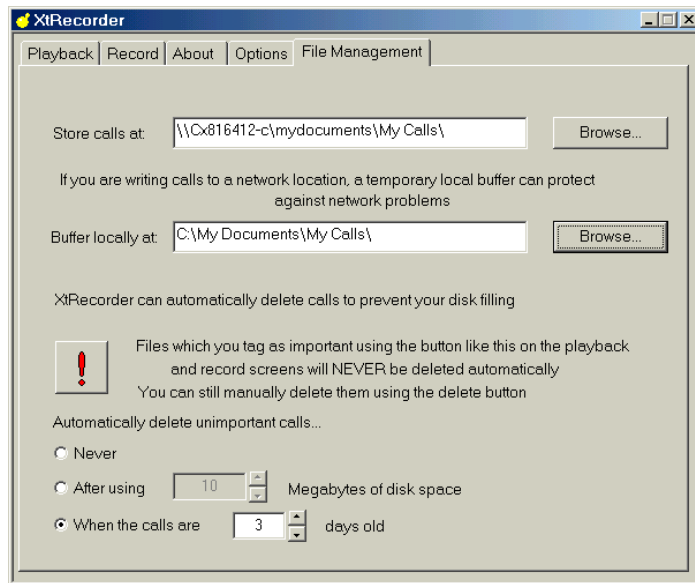 XtRecorder
Playback Record About Options File Management
Store calls at: \\Cx816412-c\mydocuments\My Calls\ Browse...
If you are writing calls to a network location, a temporary local buffer can protect
against network problems
Buffer locally at: C:\My Documents\My Calls\ Browse...
XtRecorder can automatically delete calls to prevent your disk filling
! Files which you tag as important using the button like this on the playback
and record screens will NEVER be deleted automatically
You can still manually delete them using the delete button
Automatically delete unimportant calls...
Never
After using 10 Megabytes of disk space
When the calls are 3 days old